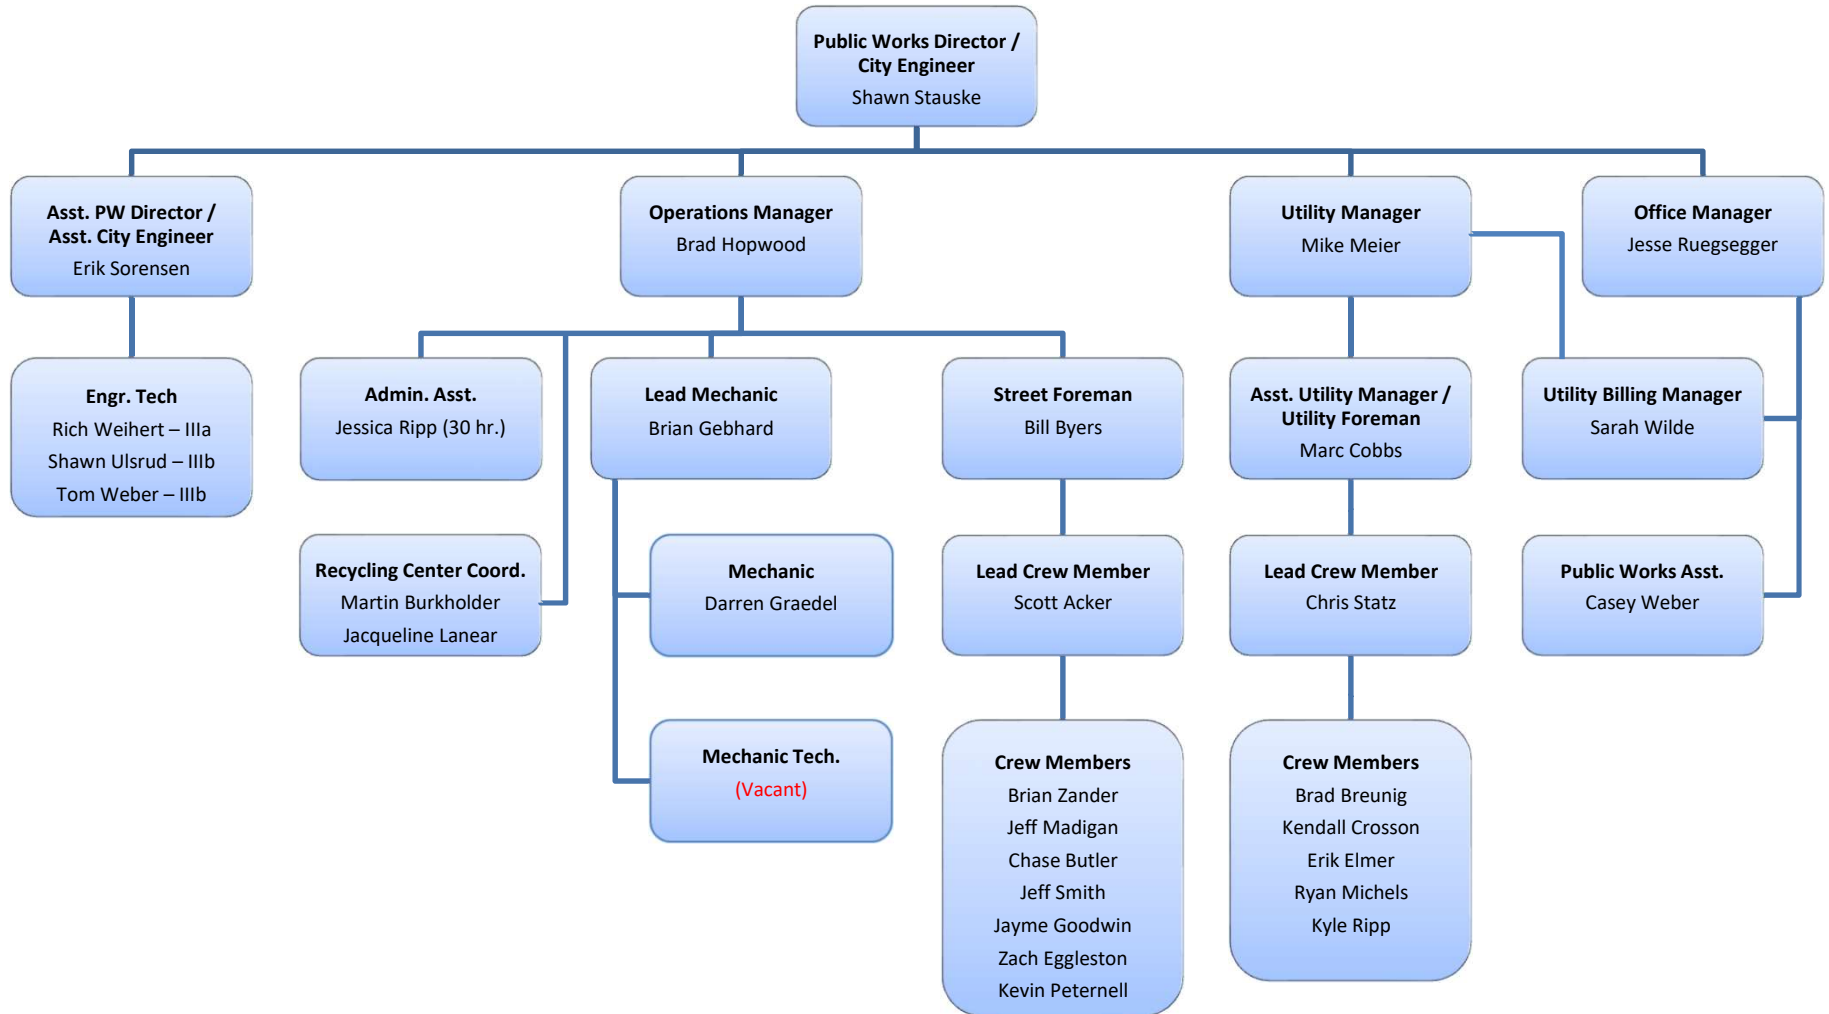 Public Works Director /
City Engineer
Shawn Stauske
Asst. PW Director /
Asst. City Engineer
Erik Sorensen
Operations Manager
Brad Hopwood
Utility Manager
Mike Meier
Office Manager
Jesse Ruegsegger
Engr. Tech
Rich Weihert – IIIa
Shawn Ulsrud – IIIb
Tom Weber – IIIb
Admin. Asst.
Jessica Ripp (30 hr.)
Lead Mechanic
Brian Gebhard
Street Foreman
Bill Byers
Asst. Utility Manager /
Utility Foreman
Marc Cobbs
Utility Billing Manager
Sarah Wilde
Recycling Center Coord.
Martin Burkholder
Jacqueline Lanear
Mechanic
Darren Graedel
Lead Crew Member
Scott Acker
Lead Crew Member
Chris Statz
Public Works Asst.
Casey Weber
Mechanic Tech.
(Vacant)
Crew Members
Brian Zander
Jeff Madigan
Chase Butler
Jeff Smith
Jayme Goodwin
Zach Eggleston
Kevin Peternell
Crew Members
Brad Breunig
Kendall Crosson
Erik Elmer
Ryan Michels
Kyle Ripp